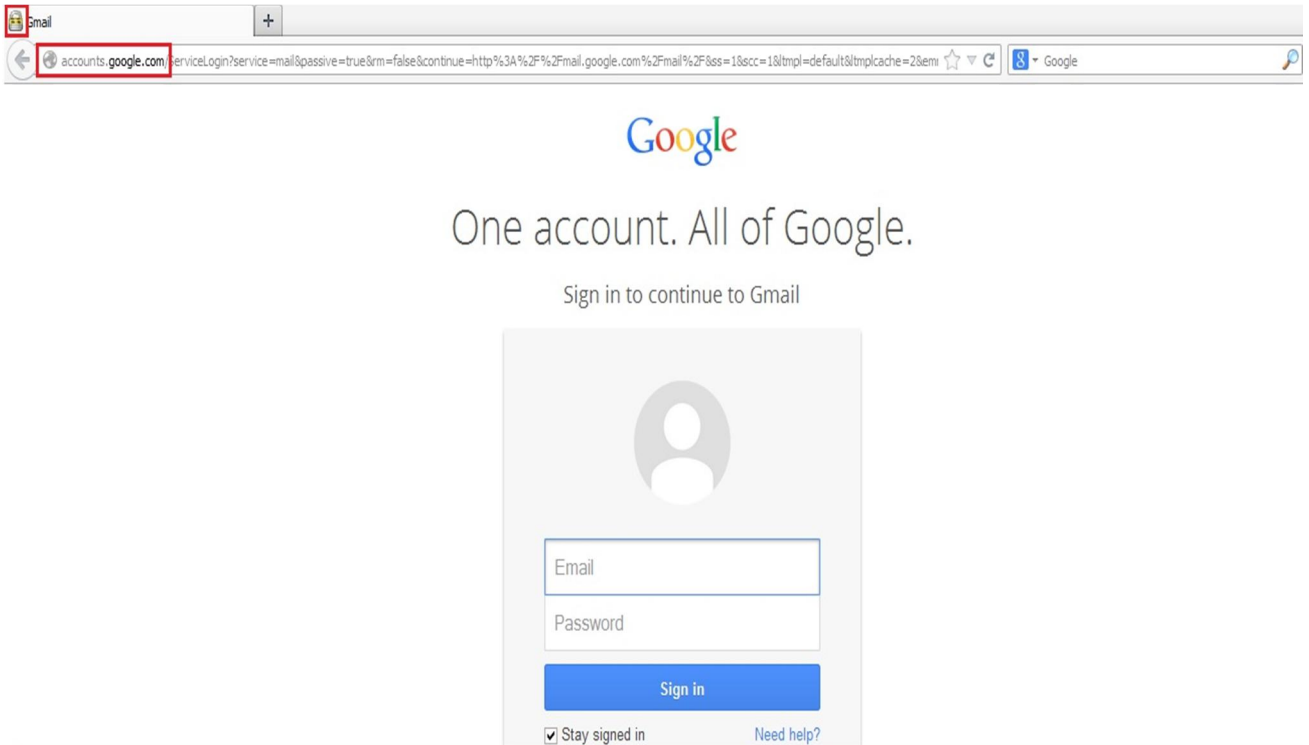 Gmail +
accounts.google.com/ServiceLogin?service=mail&passive=true&rm=false&continue=http%3A%2F%2Fmail.google.com%2Fmail%2F&ss=1&scc=1&ltmpl=default&ltmplcache=2&emr 8 Google
Google
One account. All of Google.
Sign in to continue to Gmail
Email
Password
Sign in
Stay signed in Need help?